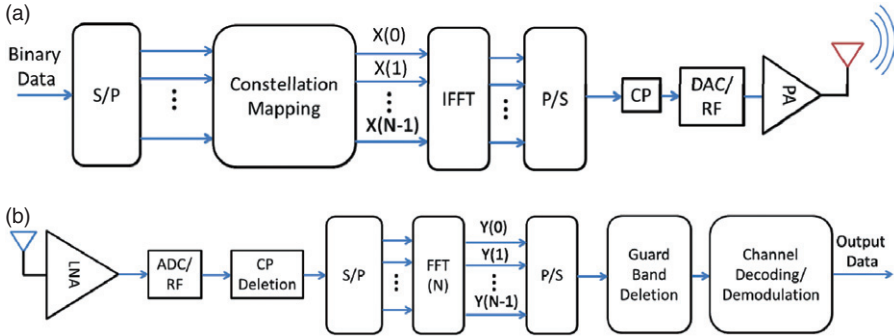 (a)
Binary
Data
S/P
Constellation
Mapping
X(0)
X(1)
X(N-1)
IFFT
P/S
CP
DAC/
RF
PA
(b)
LNA
ADC/
RF
CP
Deletion
S/P
FFT
(N)
Y(0)
Y(1)
Y(N-1)
P/S
Guard
Band
Deletion
Channel
Decoding/
Demodulation
Output
Data